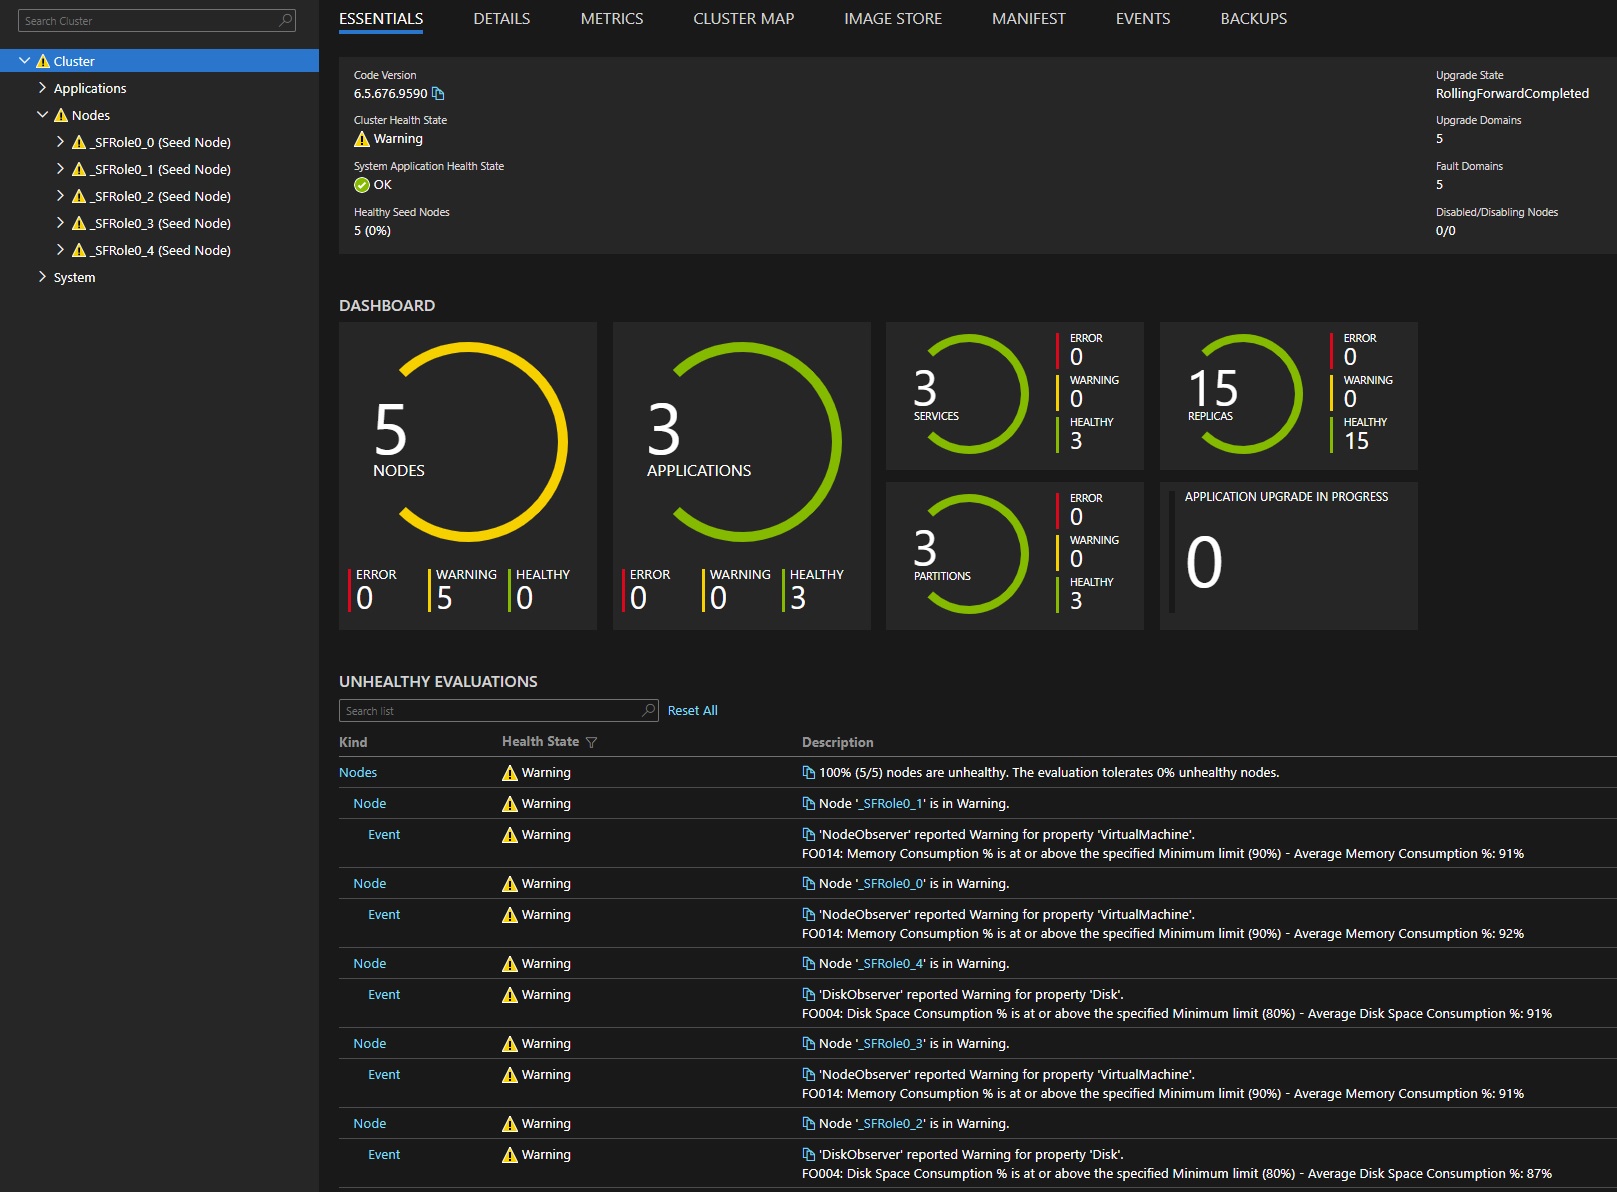 Search Cluster
Cluster
Applications
Nodes
_SFRole0_0 (Seed Node)
_SFRole0_1 (Seed Node)
_SFRole0_2 (Seed Node)
_SFRole0_3 (Seed Node)
_SFRole0_4 (Seed Node)
System
ESSENTIALS DETAILS METRICS CLUSTER MAP IMAGE STORE MANIFEST EVENTS BACKUPS
Code Version
6.5.676.9590
Cluster Health State
Warning
System Application Health State
OK
Healthy Seed Nodes
5 (0%)
Upgrade State
RollingForwardCompleted
Upgrade Domains
5
Fault Domains
5
Disabled/Disabling Nodes
0/0
DASHBOARD
5
NODES
ERROR WARNING HEALTHY
0 5 0
3
APPLICATIONS
ERROR WARNING HEALTHY
0 0 3
3
SERVICES
ERROR
0
WARNING
0
HEALTHY
3
15
REPLICAS
ERROR
0
WARNING
0
HEALTHY
15
3
PARTITIONS
ERROR
0
WARNING
0
HEALTHY
3
APPLICATION UPGRADE IN PROGRESS
0
UNHEALTHY EVALUATIONS
Search list Reset All
Kind Health State Description
Nodes Warning 100% (5/5) nodes are unhealthy. The evaluation tolerates 0% unhealthy nodes.
Node Warning Node '_SFRole0_1' is in Warning.
Event Warning 'NodeObserver' reported Warning for property 'VirtualMachine'.
FO014: Memory Consumption % is at or above the specified Minimum limit (90%) - Average Memory Consumption %: 91%
Node Warning Node '_SFRole0_0' is in Warning.
Event Warning 'NodeObserver' reported Warning for property 'VirtualMachine'.
FO014: Memory Consumption % is at or above the specified Minimum limit (90%) - Average Memory Consumption %: 92%
Node Warning Node '_SFRole0_4' is in Warning.
Event Warning 'DiskObserver' reported Warning for property 'Disk'.
FO004: Disk Space Consumption % is at or above the specified Minimum limit (80%) - Average Disk Space Consumption %: 91%
Node Warning Node '_SFRole0_3' is in Warning.
Event Warning 'NodeObserver' reported Warning for property 'VirtualMachine'.
FO014: Memory Consumption % is at or above the specified Minimum limit (90%) - Average Memory Consumption %: 91%
Node Warning Node '_SFRole0_2' is in Warning.
Event Warning 'DiskObserver' reported Warning for property 'Disk'.
FO004: Disk Space Consumption % is at or above the specified Minimum limit (80%) - Average Disk Space Consumption %: 87%